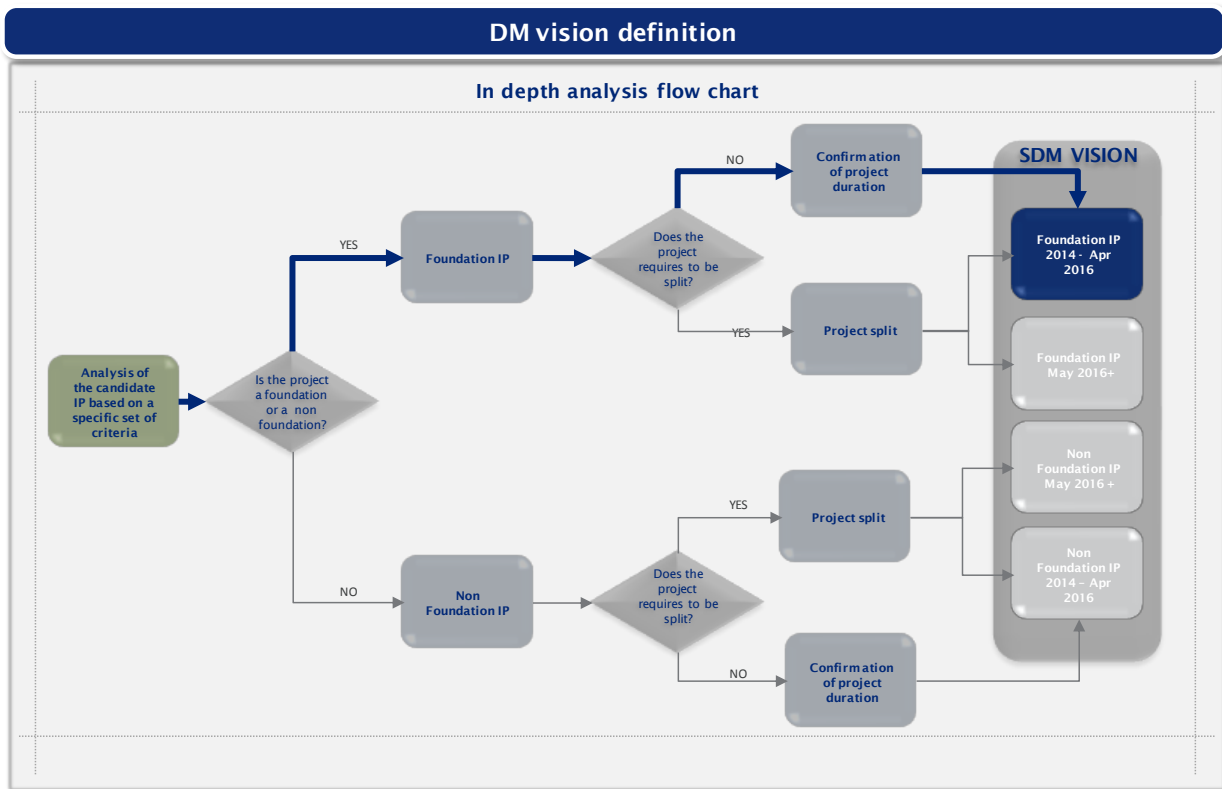 DM vision definition
In depth analysis flow chart
SDM VISION
NO
Confirmation
of project
duration
YES
Foundation IP
Does the
project
requires to be
split?
Foundation IP
2014 - Apr
2016
YES
Project split
Foundation IP
May 2016+
Analysis of
the candidate
IP based on a
specific set of
criteria
Is the project
a foundation
or a non
foundation?
Non
Foundation IP
May 2016 +
YES
Project split
NO
Non
Foundation IP
Does the
project
requires to be
split?
Non
Foundation IP
2014 – Apr
2016
NO
Confirmation
of project
duration